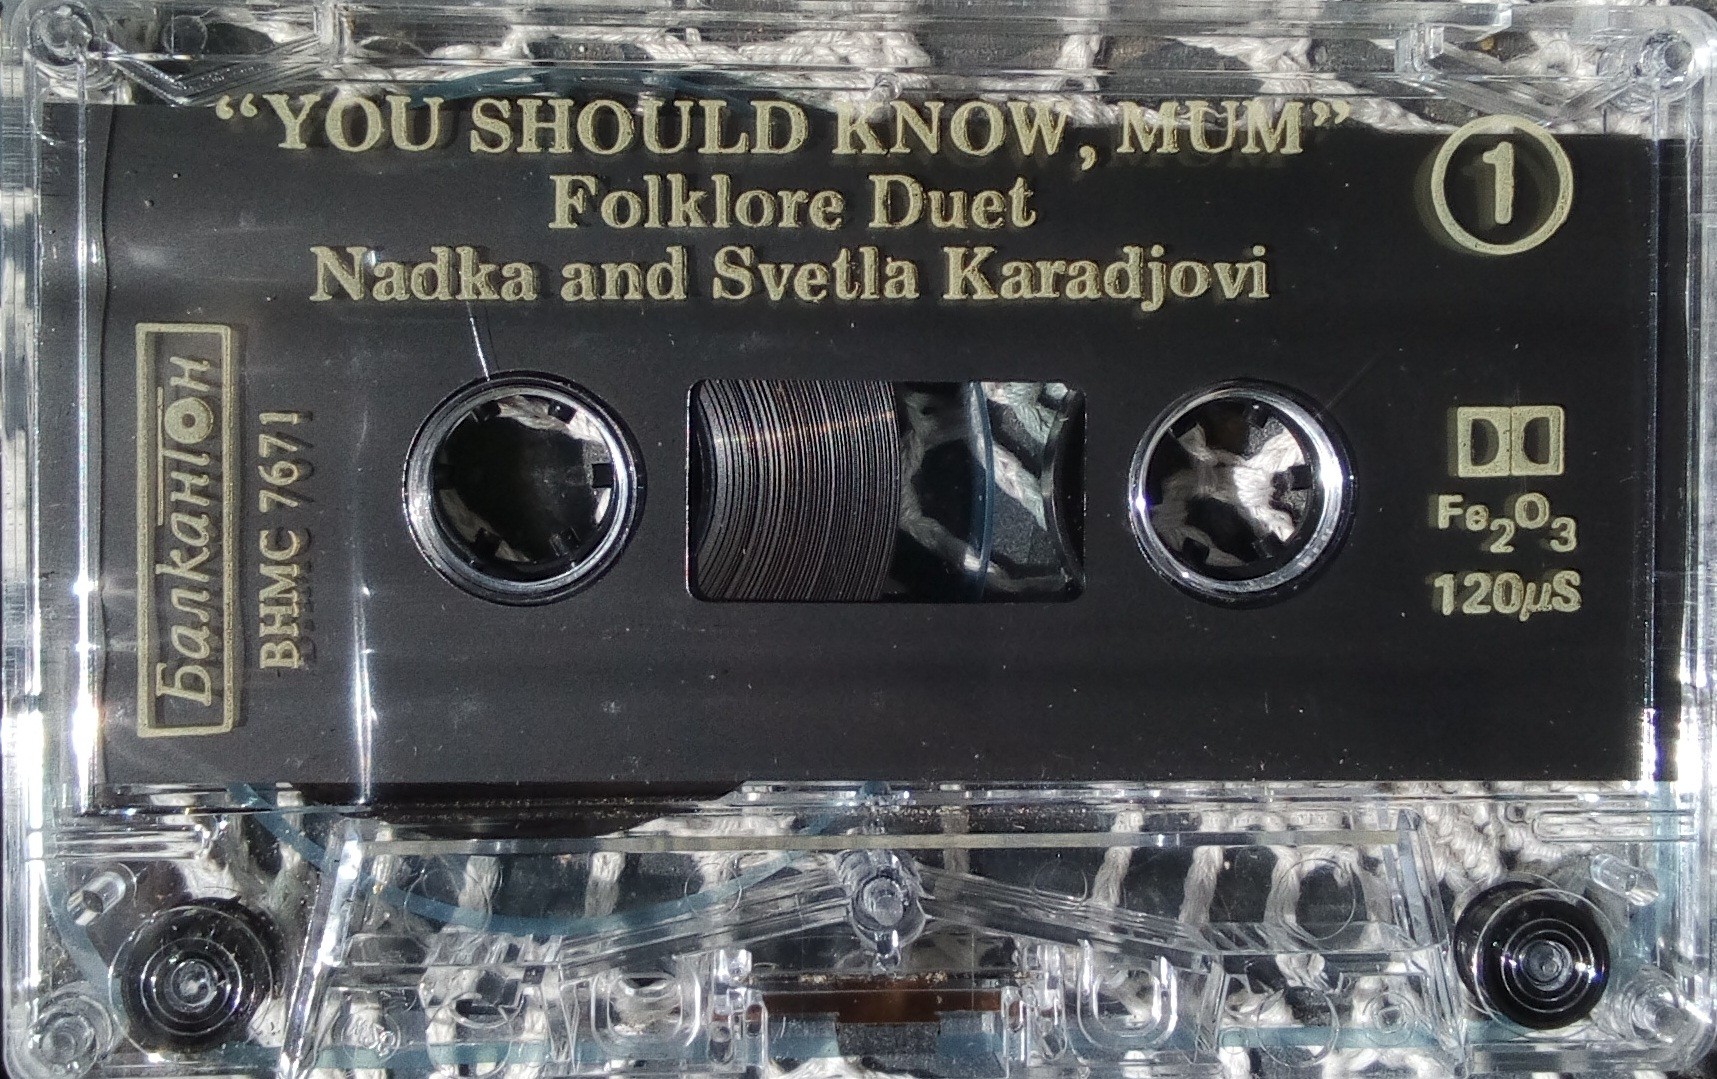 “YOU SHOULD KNOW, MUM”
Folklore Duet
Nadka and Svetla Karadjovi
1
Балкантон
BHMC 7671
Fe2O3
120μS